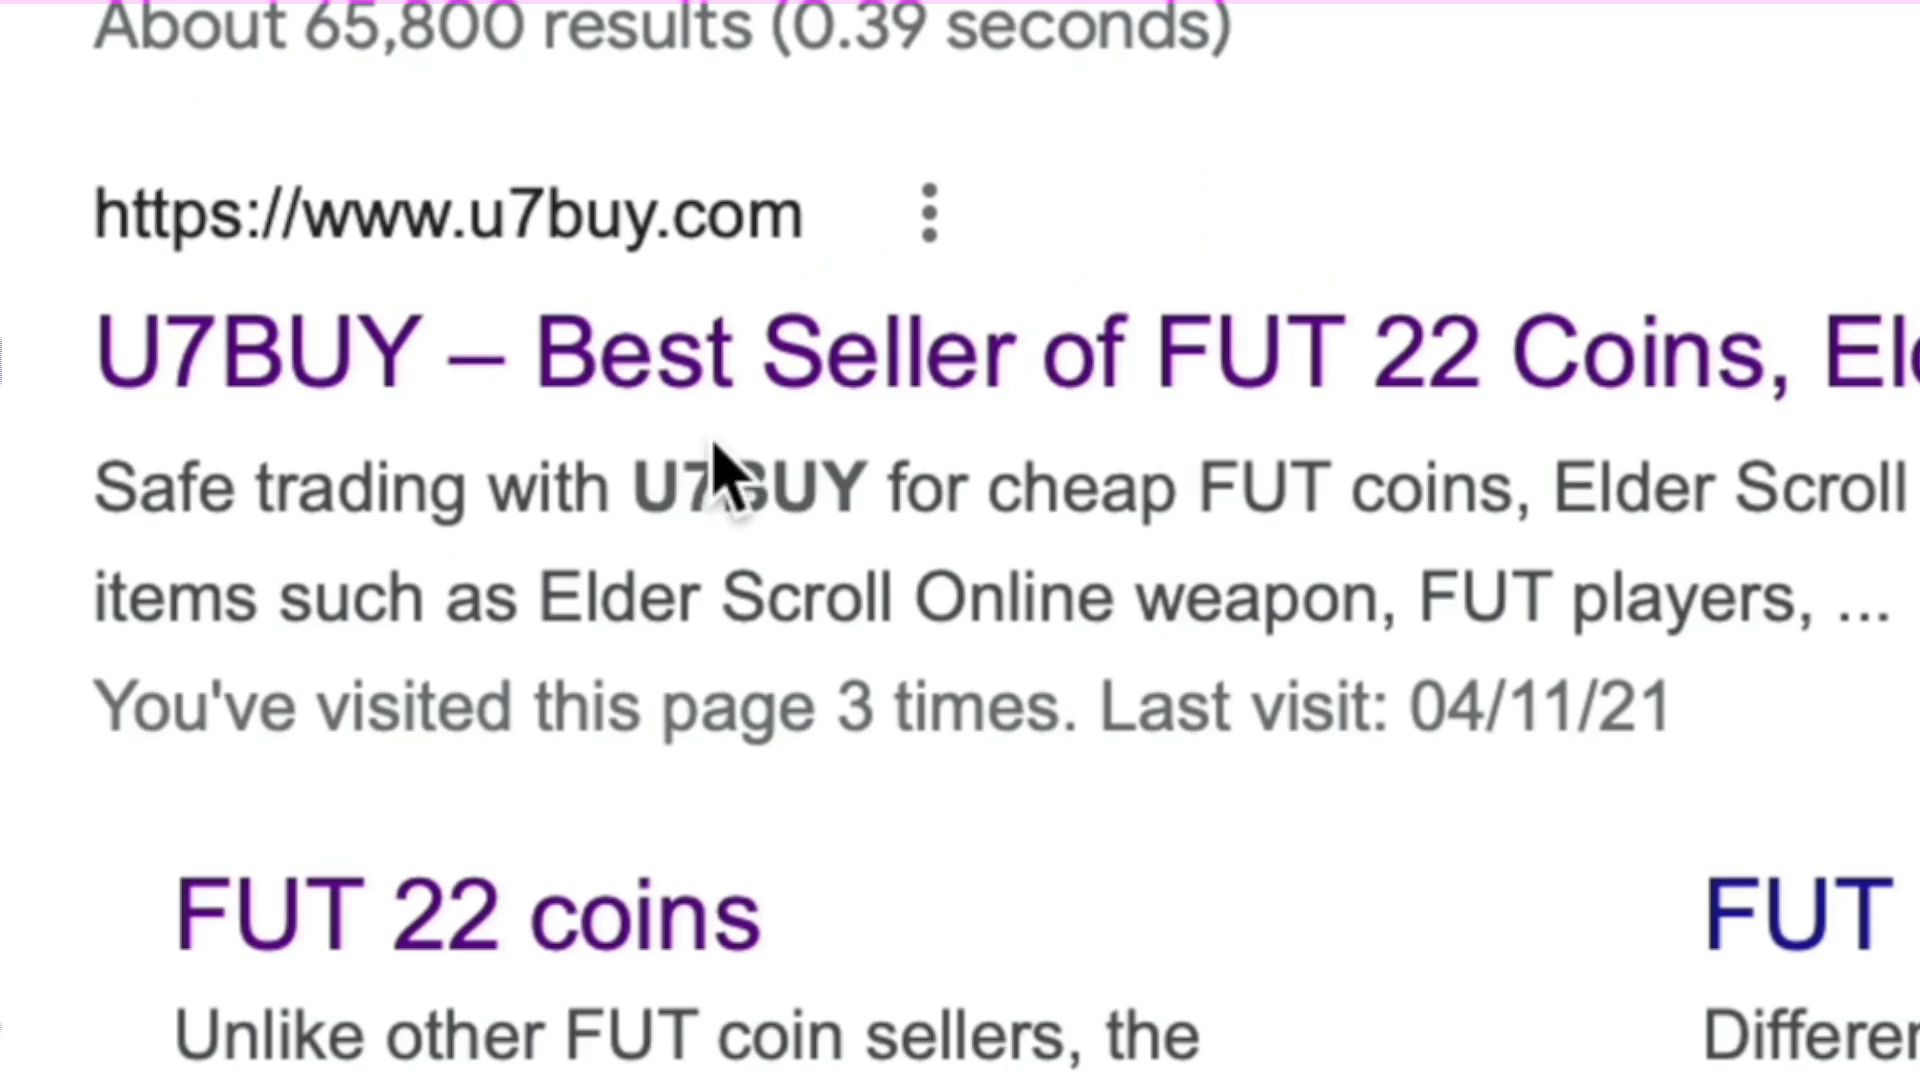 About 65,800 results (0.39 seconds)
https://www.u7buy.com
U7BUY – Best Seller of FUT 22 Coins,
Safe trading with U7BUY for cheap FUT coins, Elder Scroll
items such as Elder Scroll Online weapon, FUT players, ...
You've visited this page 3 times. Last visit: 04/11/21
FUT 22 coins
FUT
Unlike other FUT coin sellers, the